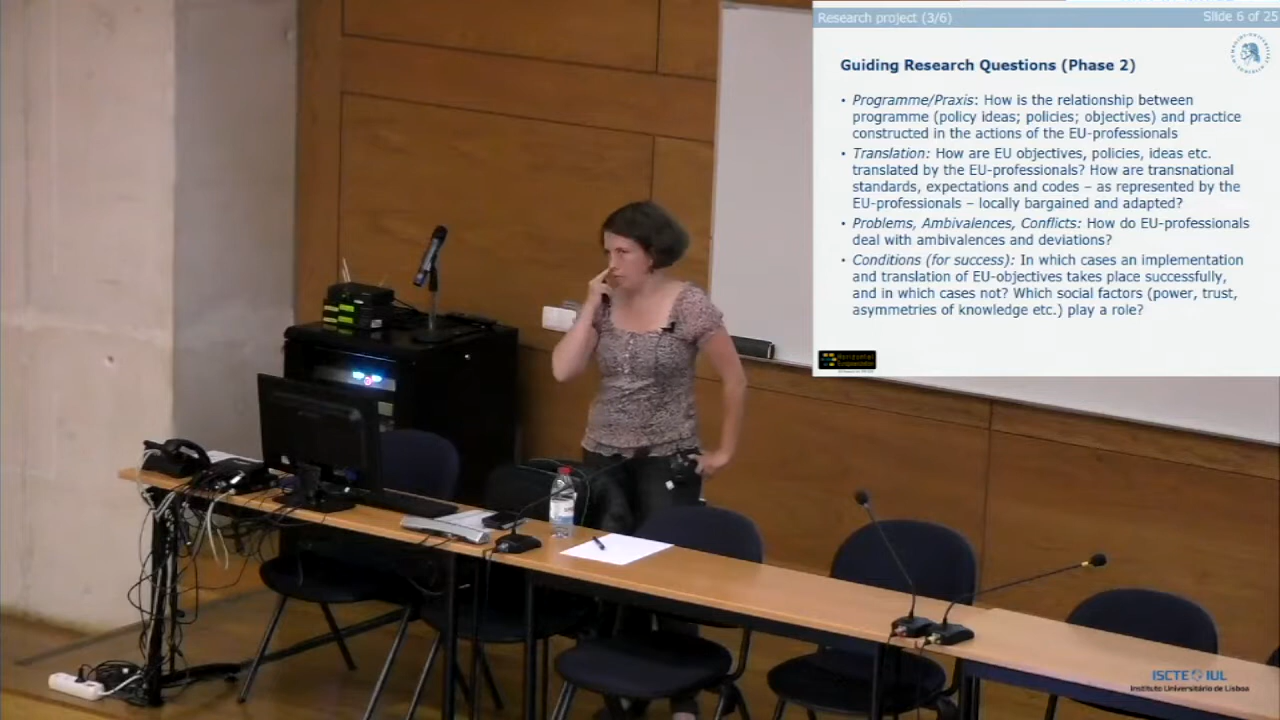 Research project (3/6)
Slide 6 of 25
Guiding Research Questions (Phase 2)
• Programme/Praxis: How is the relationship between
programme (policy ideas; policies; objectives) and practice
constructed in the actions of the EU-professionals
• Translation: How are EU objectives, policies, ideas etc.
translated by the EU-professionals? How are transnational
standards, expectations and codes – as represented by the
EU-professionals – locally bargained and adapted?
• Problems, Ambivalences, Conflicts: How do EU-professionals
deal with ambivalences and deviations?
• Conditions (for success): In which cases an implementation
and translation of EU-objectives takes place successfully,
and in which cases not? Which social factors (power, trust,
asymmetries of knowledge etc.) play a role?
ISCTE IUL
Instituto Universitário de Lisboa